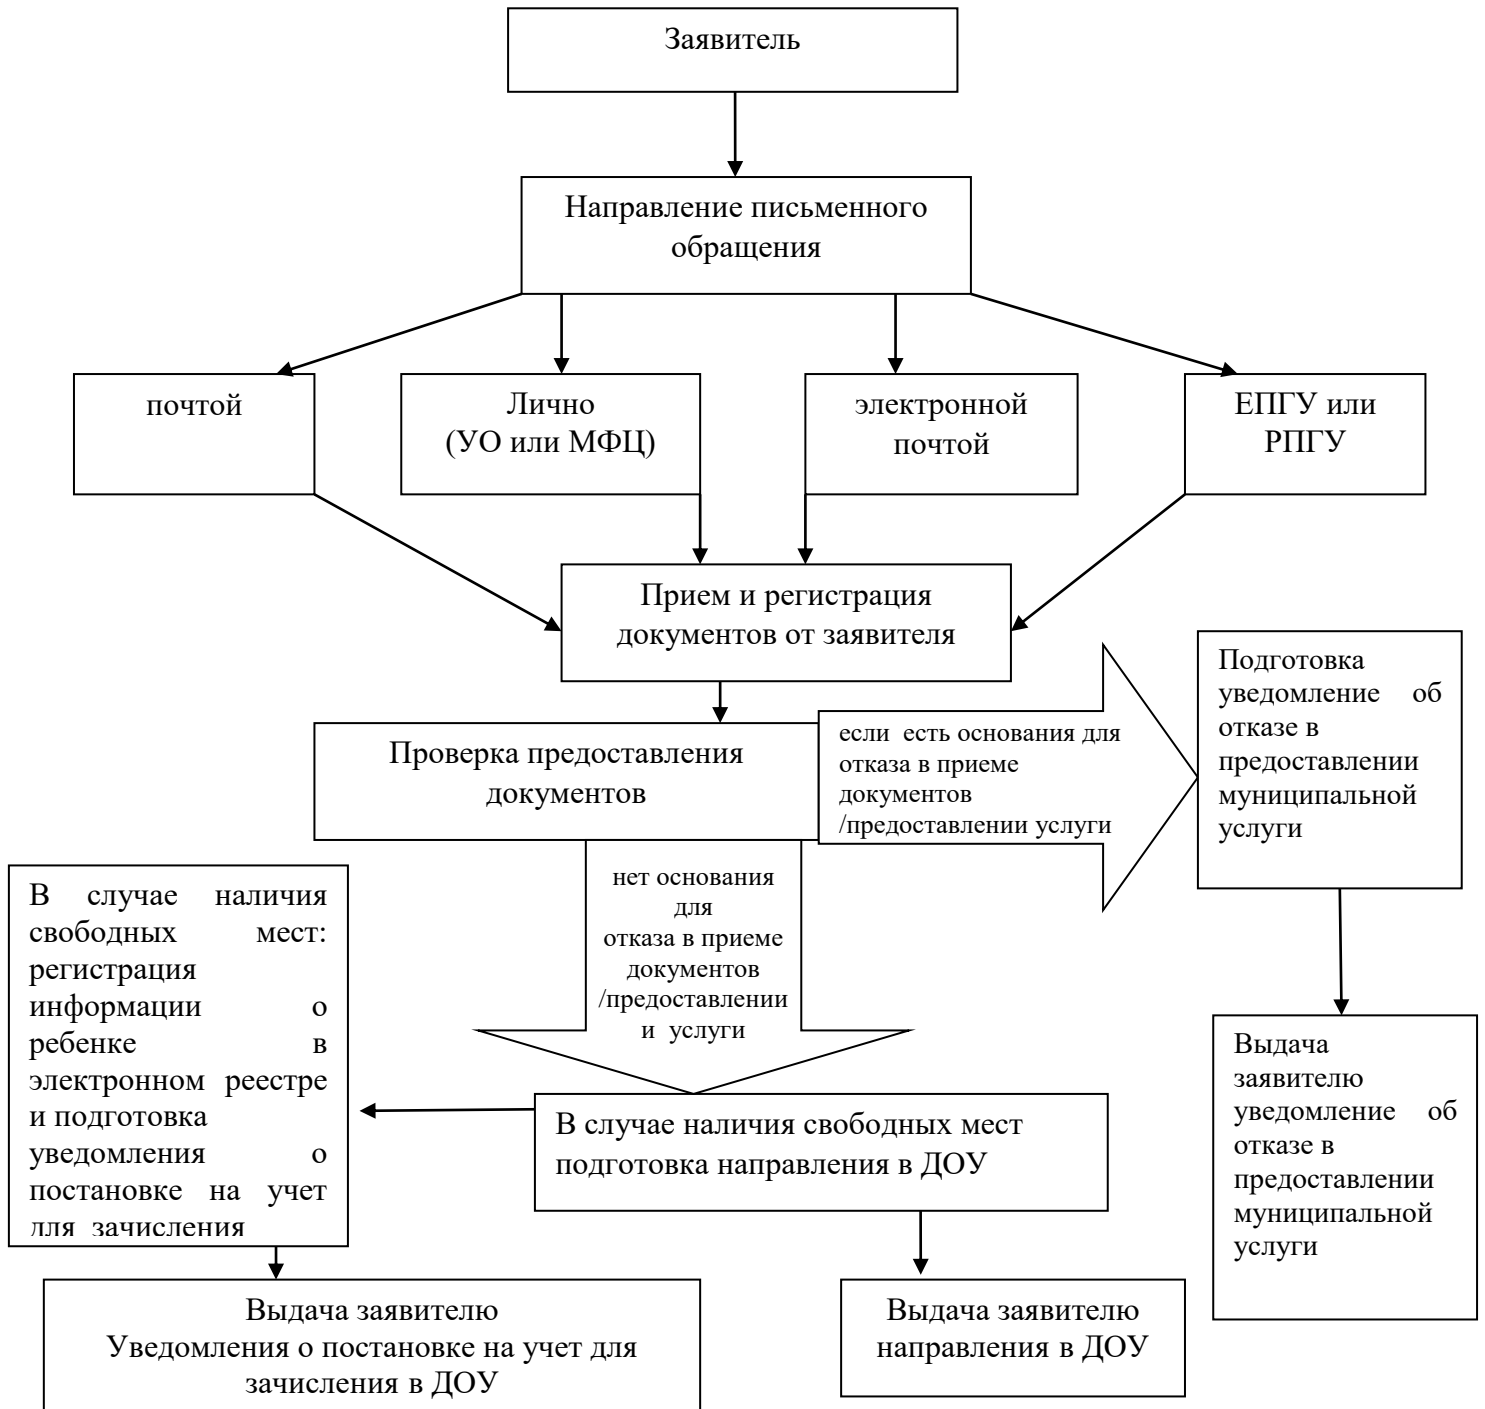 Заявитель
Направление письменного
обращения
почтой
Лично
(УО или МФЦ)
электронной
почтой
ЕПГУ или
РПГУ
Прием и регистрация
документов от заявителя
Проверка предоставления
документов
если есть основания для
отказа в приеме
документов
/предоставлении услуги
Подготовка
уведомление об
отказе в
предоставлении
муниципальной
услуги
нет основания
для
отказа в приеме
документов
/предоставлении
и услуги
В случае наличия
свободных мест:
регистрация
информации о
ребенке в
электронном реестре
и подготовка
уведомления о
постановке на учет
для зачисления
В случае наличия свободных мест
подготовка направления в ДОУ
Выдача
заявителю
уведомление об
отказе в
предоставлении
муниципальной
услуги
Выдача заявителю
Уведомления о постановке на учет для
зачисления в ДОУ
Выдача заявителю
направления в ДОУ